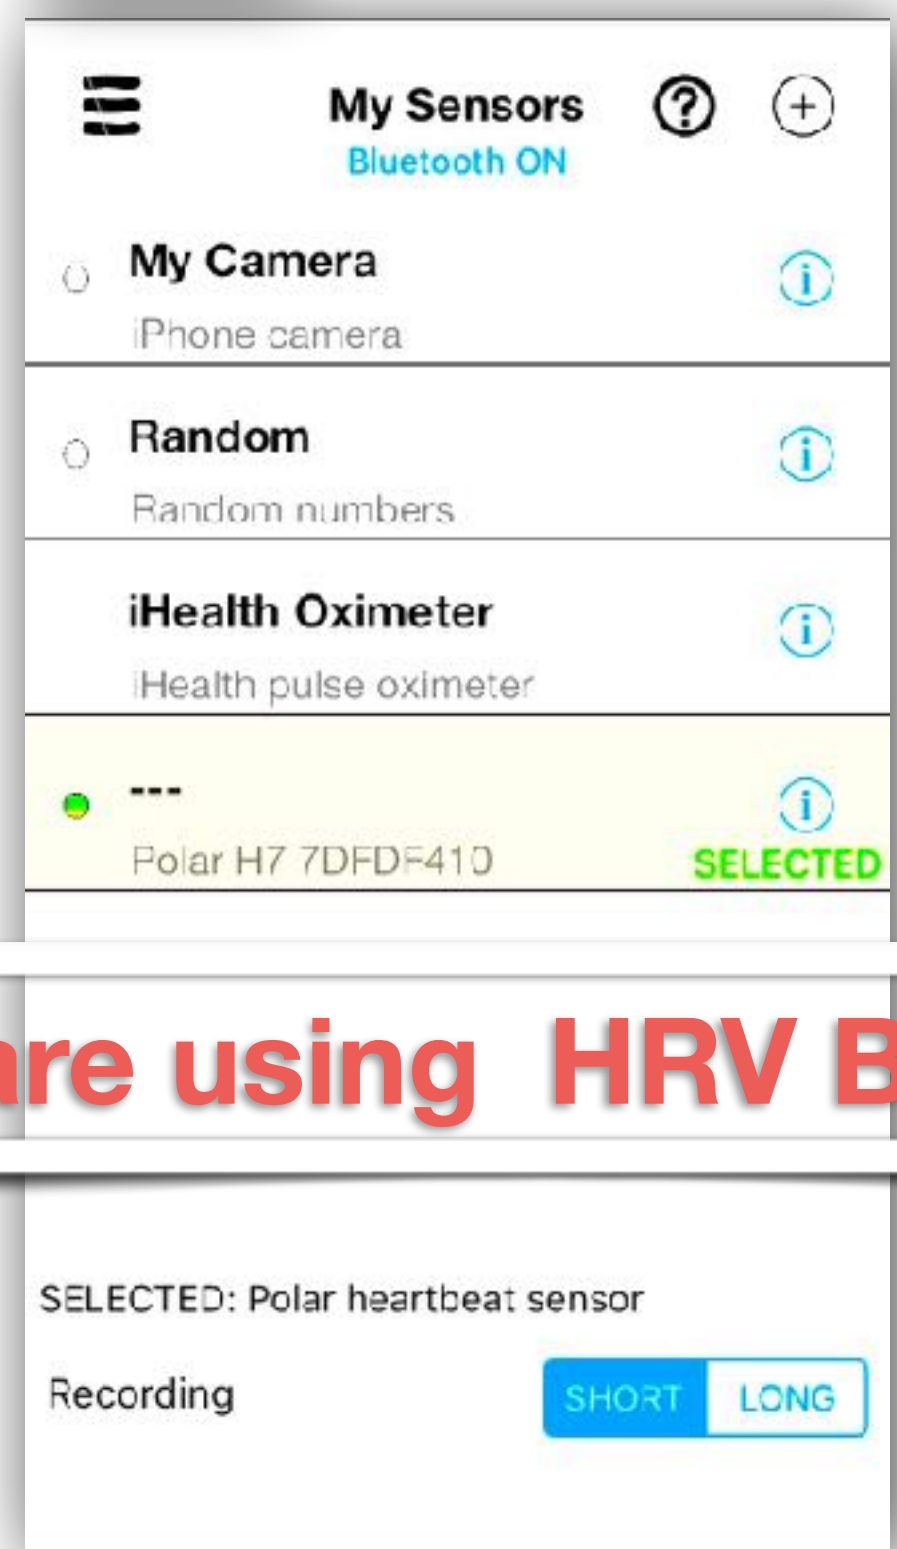 My Sensors
Bluetooth ON
My Camera
iPhone camera
Random
Random numbers
iHealth Oximeter
iHealth pulse oximeter
---
Polar H7 7DFDF410
SELECTED
are using HRV B
SELECTED: Polar heartbeat sensor
Recording
SHORT LONG